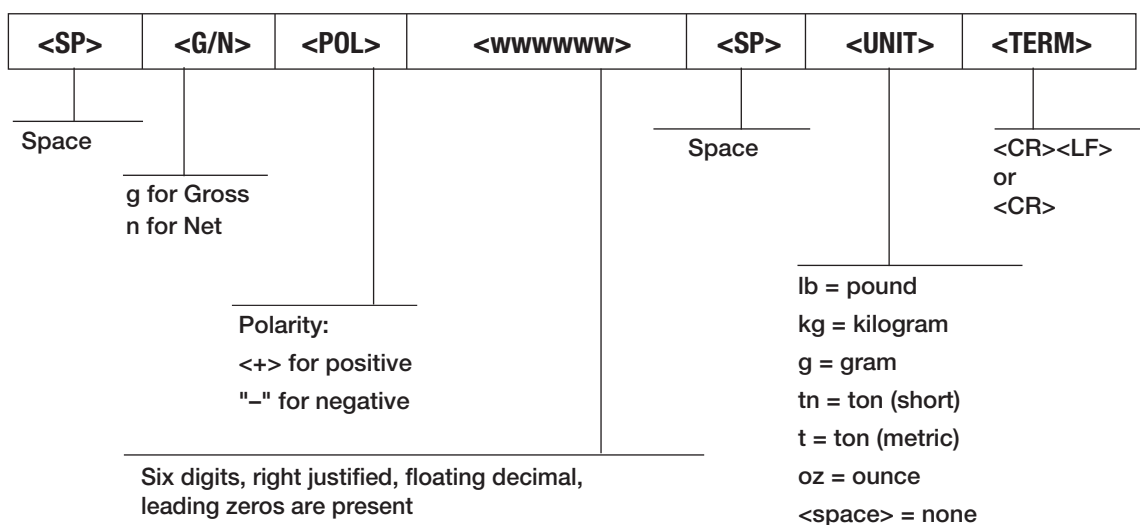 <SP> <G/N> <POL> <wwwwww> <SP> <UNIT> <TERM>
Space
g for Gross
n for Net
Polarity:
<+> for positive
"–" for negative
Six digits, right justified, floating decimal,
leading zeros are present
Space
lb = pound
kg = kilogram
g = gram
tn = ton (short)
t = ton (metric)
oz = ounce
<space> = none
<CR><LF>
or
<CR>